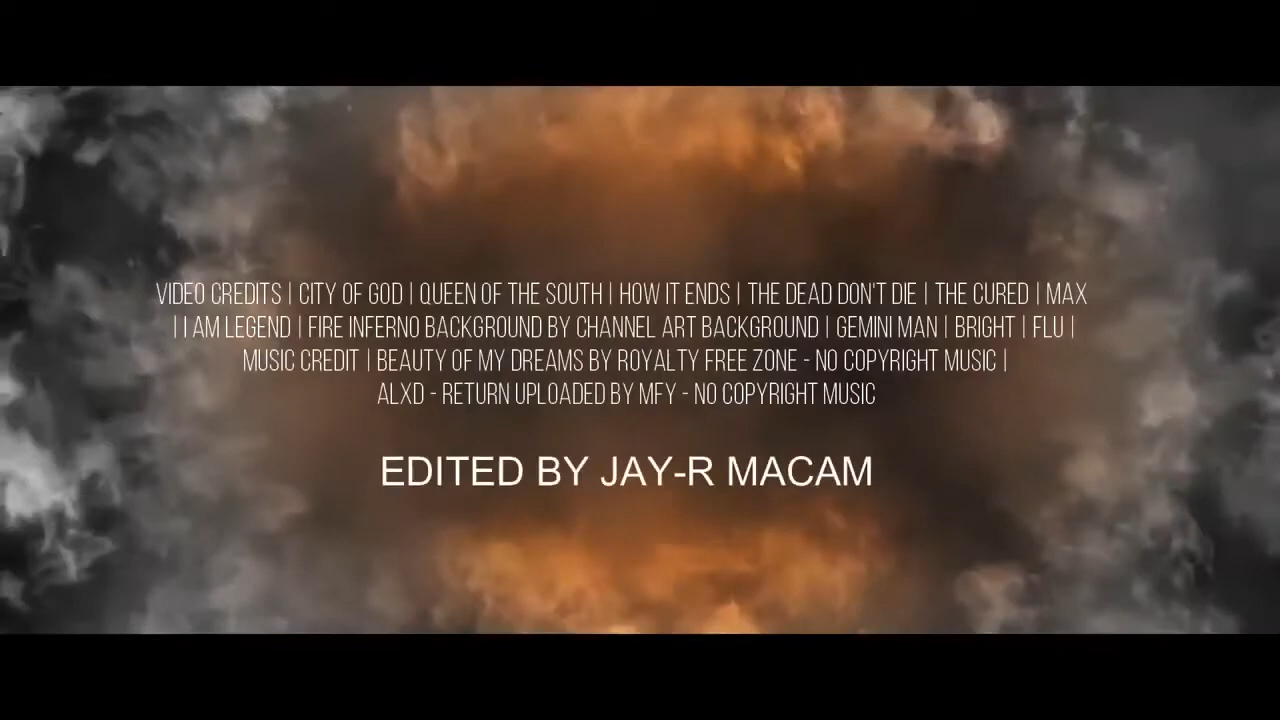 VIDEO CREDITS | CITY OF GOD | QUEEN OF THE SOUTH | HOW IT ENDS | THE DEAD DON'T DIE | THE CURED | MAX
| I AM LEGEND | FIRE INFERNO BACKGROUND BY CHANNEL ART BACKGROUND | GEMINI MAN | BRIGHT | FLU |
MUSIC CREDIT | BEAUTY OF MY DREAMS BY ROYALTY FREE ZONE - NO COPYRIGHT MUSIC |
ALXD - RETURN UPLOADED BY MFY - NO COPYRIGHT MUSIC
EDITED BY JAY-R MACAM